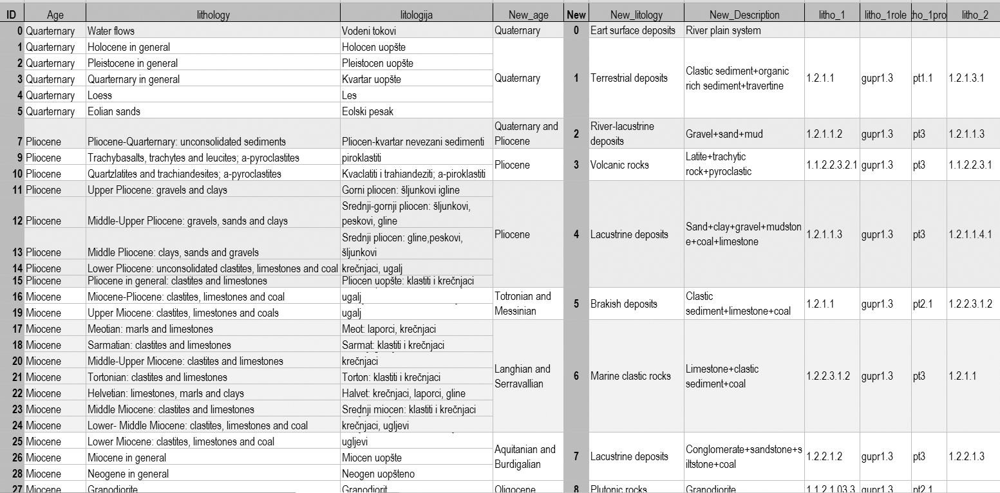 ID Age lithology litologija New_age New New_litology New_Description litho_1 litho_1role ho_1pro litho_2
0 Quarternary Water flows Vodeni tokovi Quaternary 0 Eart surface deposits River plain system
1 Quarternary Holocene in general Holocen uopšte
2 Quarternary Pleistocene in general Pleistocen uopšte
3 Quarternary Quarternary in general Kvartar uopšte
4 Quarternary Loess Les
5 Quarternary Eolian sands Eolski pesak
Quaternary 1 Terrestrial deposits Clastic sediment+organic
rich sediment+travertine
1.2.1.1 gupr1.3 pt1.1 1.2.1.3.1
7 Pliocene Pliocene-Quarternary: unconsolidated sediments Pliocen-kvartar nevezani sedimenti
Quaternary and
Pliocene
2 River-lacustrine
deposits
Gravel+sand+mud 1.2.1.1.2 gupr1.3 pt3 1.2.1.1.3
9 Pliocene Trachybasalts, trachytes and leucites; a-pyroclastites piroklastiti
10 Pliocene Quartzlatites and trachiandesites; a-pyroclastites Kvaclatiti i trahiandeziti; a-piroklastiti
Pliocene 3 Volcanic rocks Latite+trachytic
rock+pyroclastic
1.1.2.2.3.2.1 gupr1.3 pt3 1.1.2.2.3.1
11 Pliocene Upper Pliocene: gravels and clays Gorni pliocen: šljunkovi igline
12 Pliocene Middle-Upper Pliocene: gravels, sands and clays Srednji-gornji pliocen: šljunkovi,
peskovi, gline
13 Pliocene Middle Pliocene: clays, sands and gravels Srednji pliocen: gline,peskovi,
šljunkovi
14 Pliocene Lower Pliocene: unconsolidated clastites, limestones and coal krečnjaci, ugalj
15 Pliocene Pliocene in general: clastites and limestones Pliocen uopšte: klastiti i krečnjaci
Pliocene 4 Lacustrine deposits Sand+clay+gravel+mudston
e+coal+limestone
1.2.1.1.3 gupr1.3 pt3 1.2.1.1.4.1
16 Miocene Miocene-Pliocene: clastites, limestones and coal ugalj
19 Miocene Upper Miocene: clastites, limestones and coals ugalj
Totronian and
Messinian
5 Brakish deposits Clastic
sediment+limestone+coal
1.2.1.1 gupr1.3 pt2.1 1.2.2.3.1.2
17 Miocene Meotian: marls and limestones Meot: laporci, krečnjaci
18 Miocene Sarmatian: clastites and limestones Sarmat: klastiti i krečnjaci
20 Miocene Middle-Upper Miocene: clastites and limestones krečnjaci
21 Miocene Tortonian: clastites and limestones Torton: klastiti i krečnjaci
22 Miocene Helvetian: limestones, marls and clays Halvet: krečnjaci, laporci, gline
23 Miocene Middle Miocene: clastites and limestones Srednji miocen: klastiti i krečnjaci
24 Miocene Lower- Middle Miocene: clastites, limestones and coal krečnjaci, ugljevi
Langhian and
Serravallian
6 Marine clastic rocks Limestone+clastic
sediment+coal
1.2.2.3.1.2 gupr1.3 pt3 1.2.1.1
25 Miocene Lower Miocene: clastites, limestones and coal ugljevi
26 Miocene Miocene in general Miocen uopšte
28 Miocene Neogene in general Neogen uopšteno
Aquitanian and
Burdigalian
7 Lacustrine deposits Conglomerate+sandstone+s
iltstone+coal
1.2.2.1.2 gupr1.3 pt3 1.2.2.1.3
27 Miocene Granodiorite Granodiorit Oligocene 8 Plutonic rocks Granodiorite 1.1.2.1.03.3 gupr1.3 pt2.1